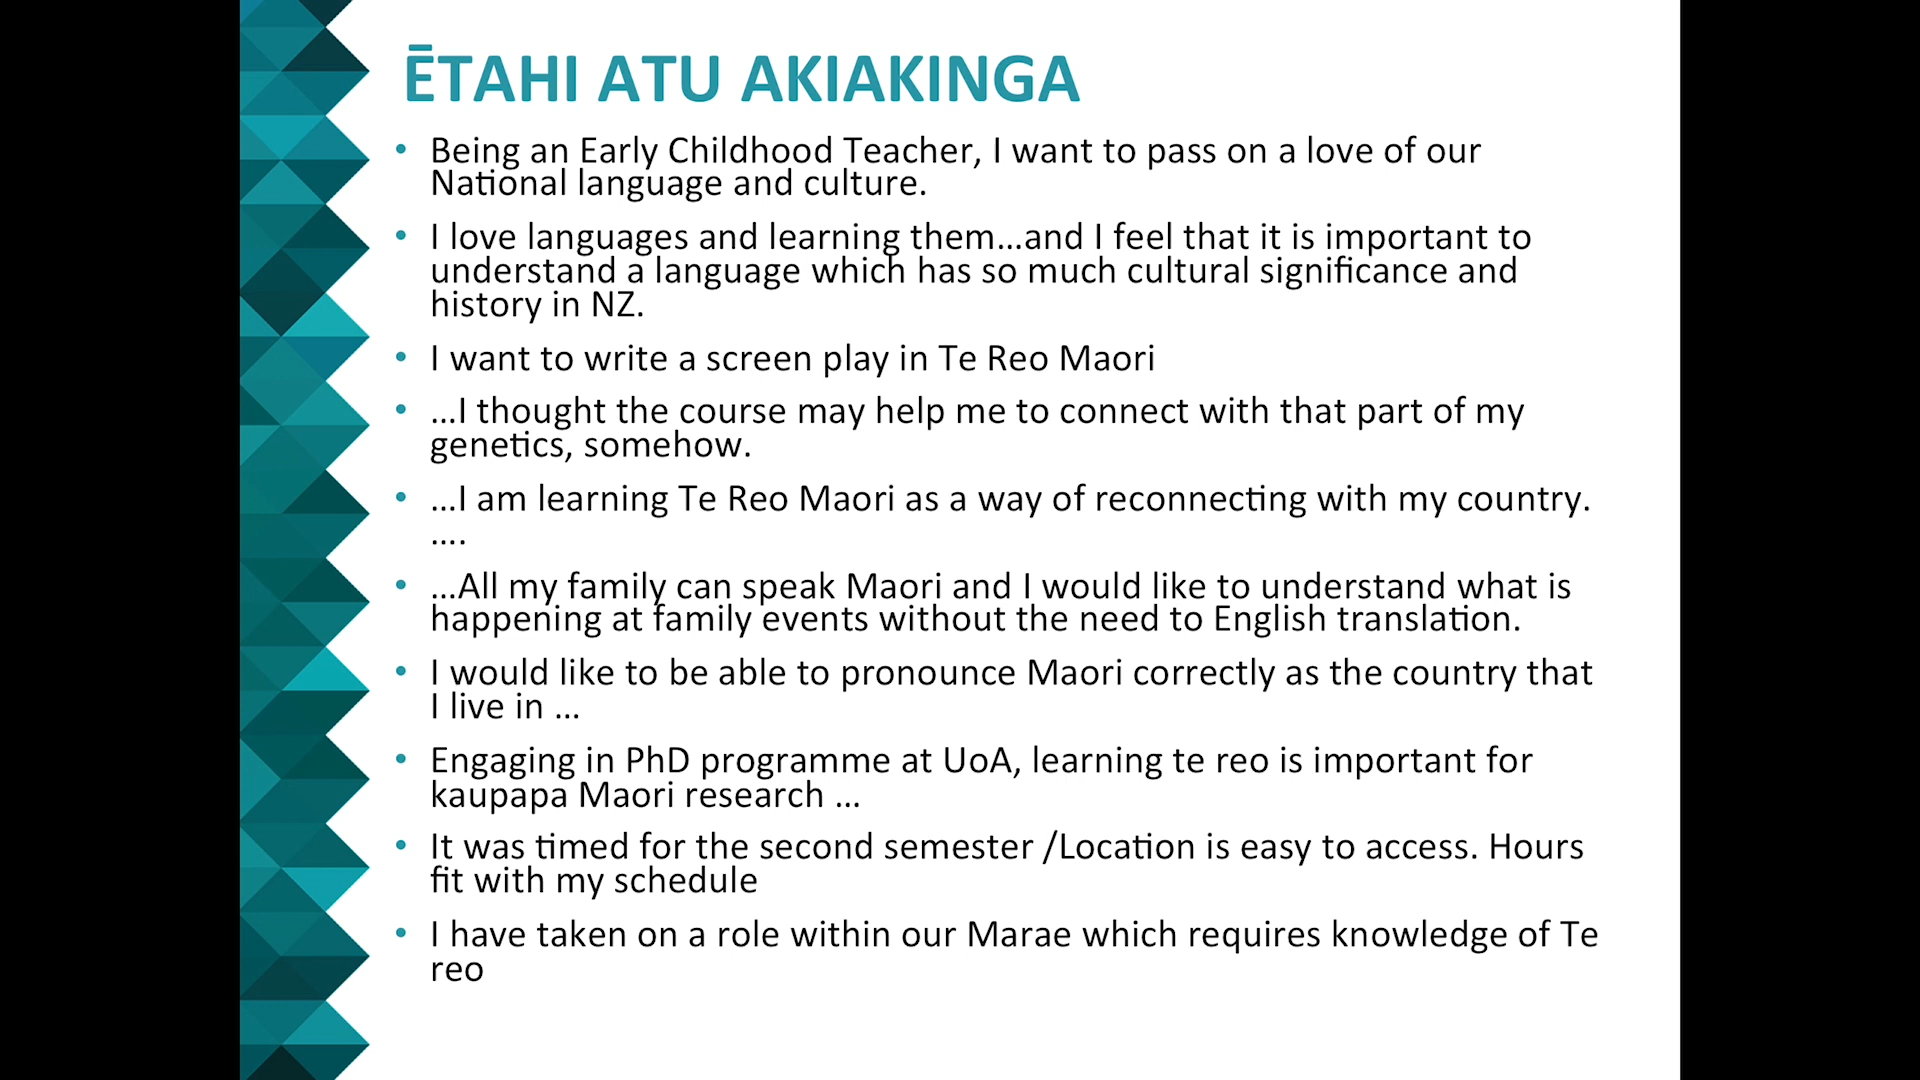 ĒTAHI ATU AKIAKINGA
• Being an Early Childhood Teacher, I want to pass on a love of our
National language and culture.
• I love languages and learning them…and I feel that it is important to
understand a language which has so much cultural significance and
history in NZ.
• I want to write a screen play in Te Reo Maori
• …I thought the course may help me to connect with that part of my
genetics, somehow.
• …I am learning Te Reo Maori as a way of reconnecting with my country.
….
• …All my family can speak Maori and I would like to understand what is
happening at family events without the need to English translation.
• I would like to be able to pronounce Maori correctly as the country that
I live in …
• Engaging in PhD programme at UoA, learning te reo is important for
kaupapa Maori research …
• It was timed for the second semester /Location is easy to access. Hours
fit with my schedule
• I have taken on a role within our Marae which requires knowledge of Te
reo